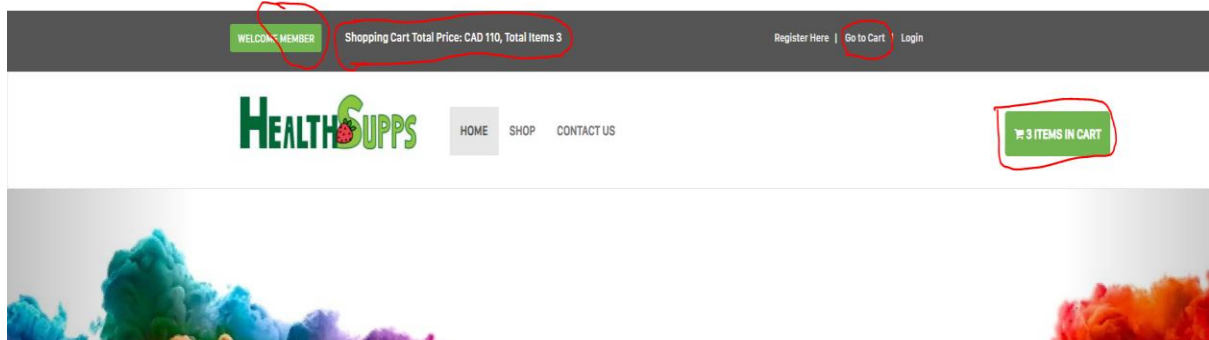 WELCOME MEMBER Shopping Cart Total Price: CAD 110, Total Items 3 Register Here | Go to Cart | Login
HEALTHSUPPS HOME SHOP CONTACT US 3 ITEMS IN CART